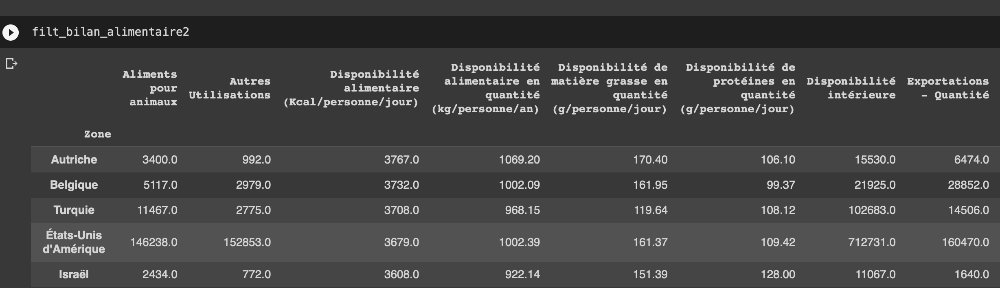 filt_bilan_alimentaire2
Aliments pour animaux Autres Utilisations Disponibilité alimentaire (Kcal/personne/jour) Disponibilité alimentaire en quantité (kg/personne/an) Disponibilité de matière grasse en quantité (g/personne/jour) Disponibilité de protéines en quantité (g/personne/jour) Disponibilité intérieure Exportations - Quantité
Zone
Autriche 3400.0 992.0 3767.0 1069.20 170.40 106.10 15530.0 6474.0
Belgique 5117.0 2979.0 3732.0 1002.09 161.95 99.37 21925.0 28852.0
Turquie 11467.0 2775.0 3708.0 968.15 119.64 108.12 102683.0 14506.0
États-Unis d'Amérique 146238.0 152853.0 3679.0 1002.39 161.37 109.42 712731.0 160470.0
Israël 2434.0 772.0 3608.0 922.14 151.39 128.00 11067.0 1640.0